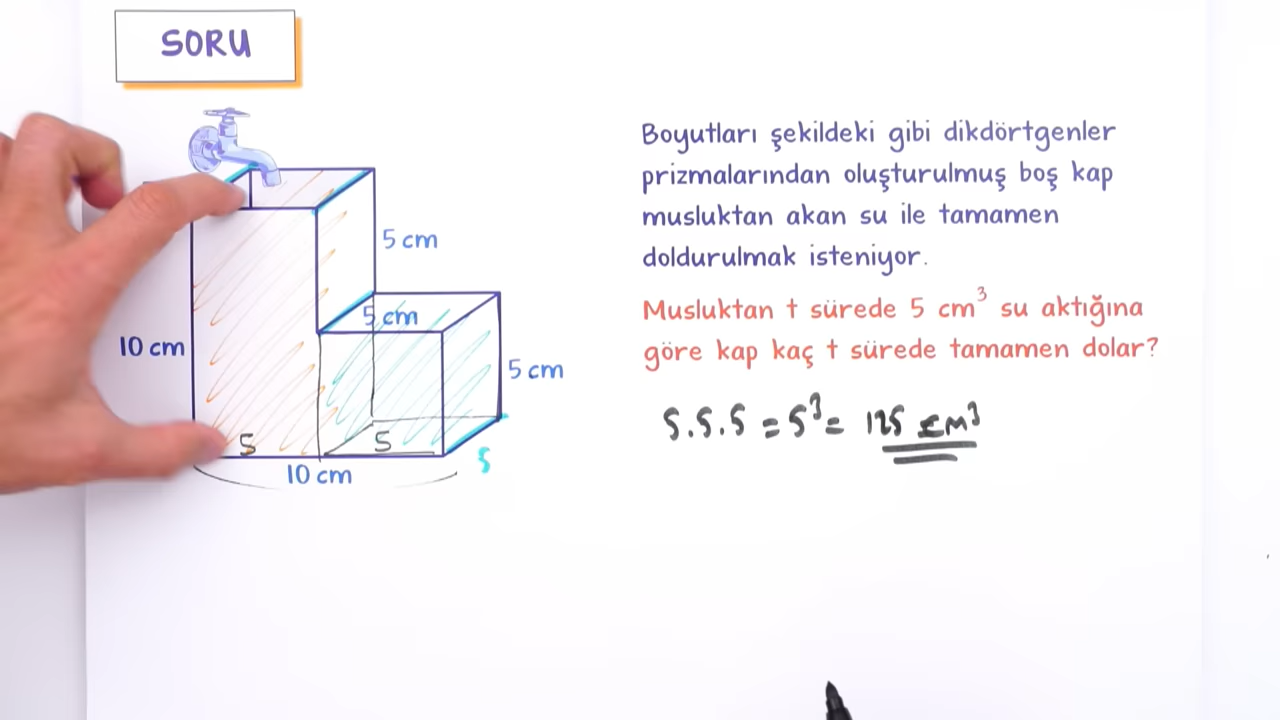 SORU
Boyutları şekildeki gibi dikdörtgenler
prizmalarından oluşturulmuş boş kap
musluktan akan su ile tamamen
doldurulmak isteniyor.
Musluktan t sürede 5 cm³ su aktığına
göre kap kaç t sürede tamamen dolar?
5.5.5 = 5³ = 125 cm³
5 cm
5 cm
10 cm
5 cm
5
5
10 cm
5